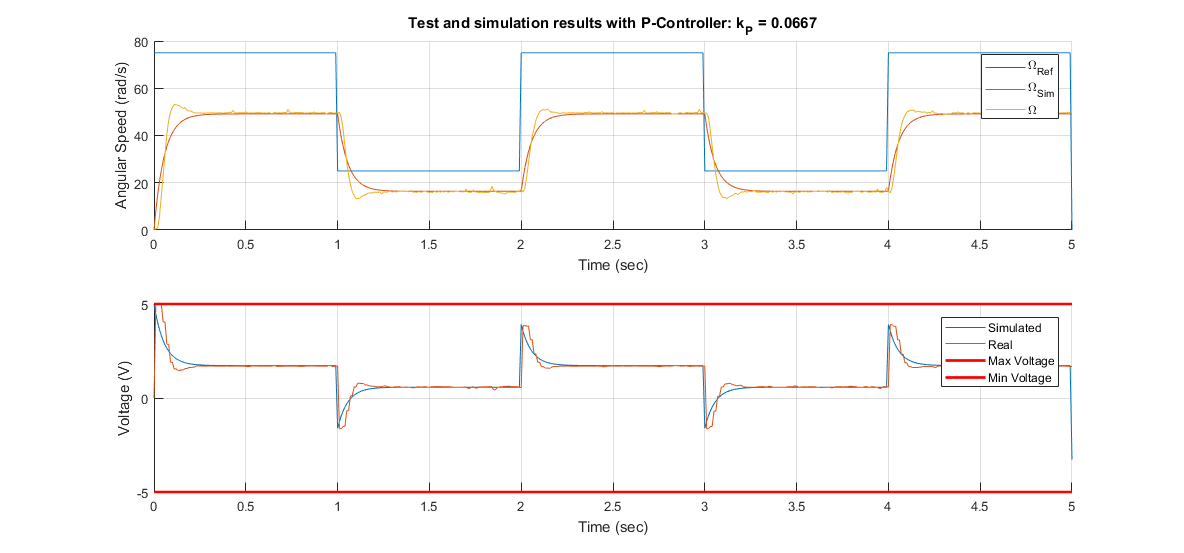 Test and simulation results with P-Controller: kP = 0.0667
Angular Speed (rad/s)
80
60
40
20
0
0 0.5 1 1.5 2 2.5 3 3.5 4 4.5 5
Time (sec)
ΩRef
ΩSim
Ω
Voltage (V)
5
0
-5
0 0.5 1 1.5 2 2.5 3 3.5 4 4.5 5
Time (sec)
Simulated
Real
Max Voltage
Min Voltage